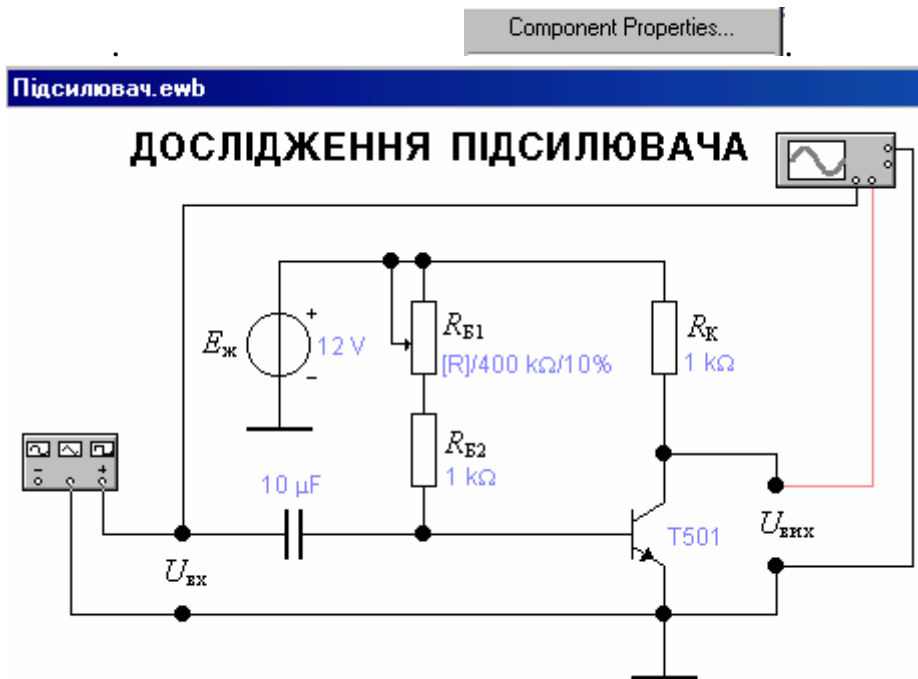 Component Properties...
. .
Підсилювач.ewb
ДОСЛІДЖЕННЯ ПІДСИЛЮВАЧА
Eж
+
12 V
−
RБ1
[R]/400 kΩ/10%
RК
1 kΩ
RБ2
1 kΩ
10 µF
− +
T501
Uвх
Uвих